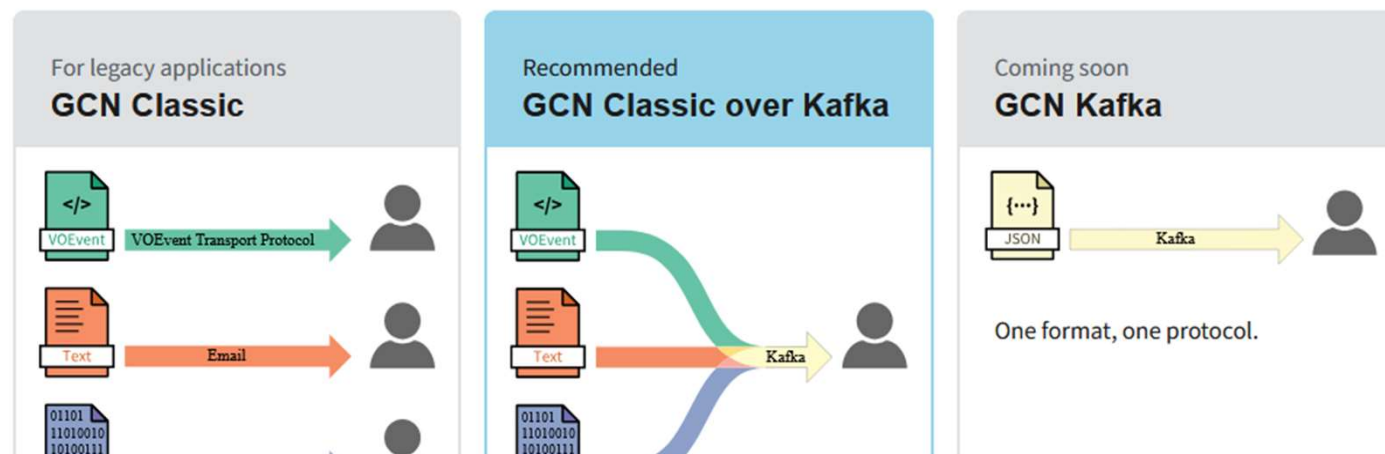 For legacy applications
GCN Classic
</>
VOEvent
VOEvent Transport Protocol
Text
Email
01101
11010010
10100111
Recommended
GCN Classic over Kafka
</>
VOEvent
Text
Kafka
01101
11010010
10100111
Coming soon
GCN Kafka
{···}
JSON
Kafka
One format, one protocol.